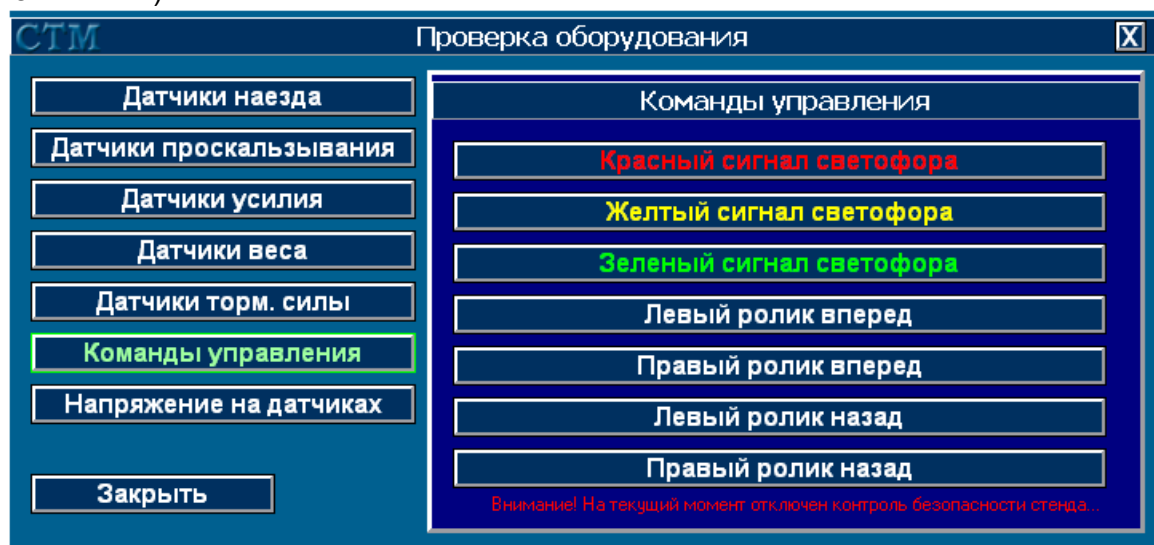 СТМ
Проверка оборудования
X
Датчики наезда
Датчики проскальзывания
Датчики усилия
Датчики веса
Датчики торм. силы
Команды управления
Напряжение на датчиках
Закрыть
Команды управления
Красный сигнал светофора
Желтый сигнал светофора
Зеленый сигнал светофора
Левый ролик вперед
Правый ролик вперед
Левый ролик назад
Правый ролик назад
Внимание! На текущий момент отключен контроль безопасности стенда...